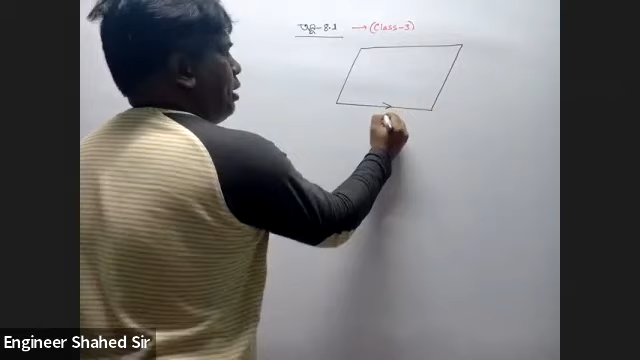 → (Class-3)
Engineer Shahed Sir